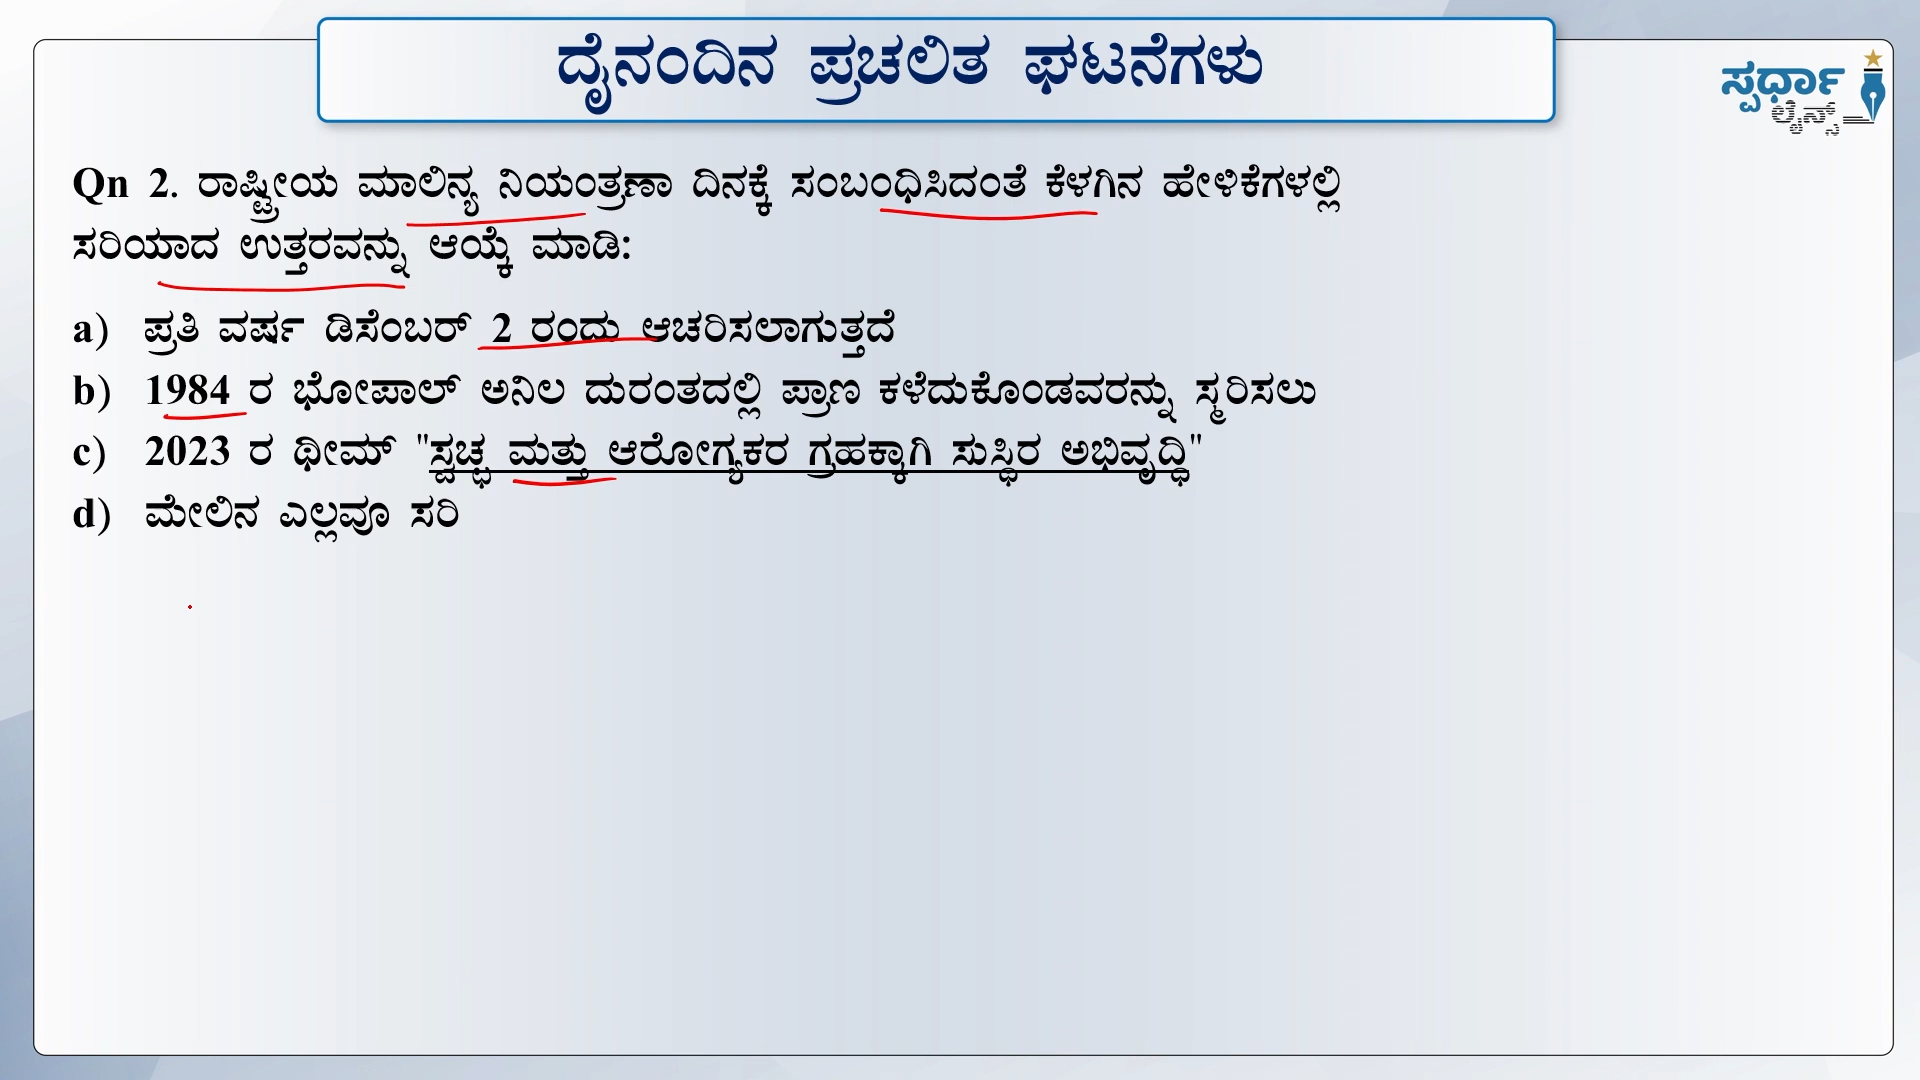 ದೈನಂದಿನ ಪ್ರಚಲಿತ ಘಟನೆಗಳು
ಸ್ಪರ್ಧಾ
ಲೈನ್ಸ್
Qn 2. ರಾಷ್ಟ್ರೀಯ ಮಾಲಿನ್ಯ ನಿಯಂತ್ರಣಾ ದಿನಕ್ಕೆ ಸಂಬಂಧಿಸಿದಂತೆ ಕೆಳಗಿನ ಹೇಳಿಕೆಗಳಲ್ಲಿ
ಸರಿಯಾದ ಉತ್ತರವನ್ನು ಆಯ್ಕೆ ಮಾಡಿ:
a) ಪ್ರತಿ ವರ್ಷ ಡಿಸೆಂಬರ್ 2 ರಂದು ಆಚರಿಸಲಾಗುತ್ತದೆ
b) 1984 ರ ಭೋಪಾಲ್ ಅನಿಲ ದುರಂತದಲ್ಲಿ ಪ್ರಾಣ ಕಳೆದುಕೊಂಡವರನ್ನು ಸ್ಮರಿಸಲು
c) 2023 ರ ಥೀಮ್ "ಸ್ವಚ್ಛ ಮತ್ತು ಆರೋಗ್ಯಕರ ಗ್ರಹಕ್ಕಾಗಿ ಸುಸ್ಥಿರ ಅಭಿವೃದ್ಧಿ"
d) ಮೇಲಿನ ಎಲ್ಲವೂ ಸರಿ